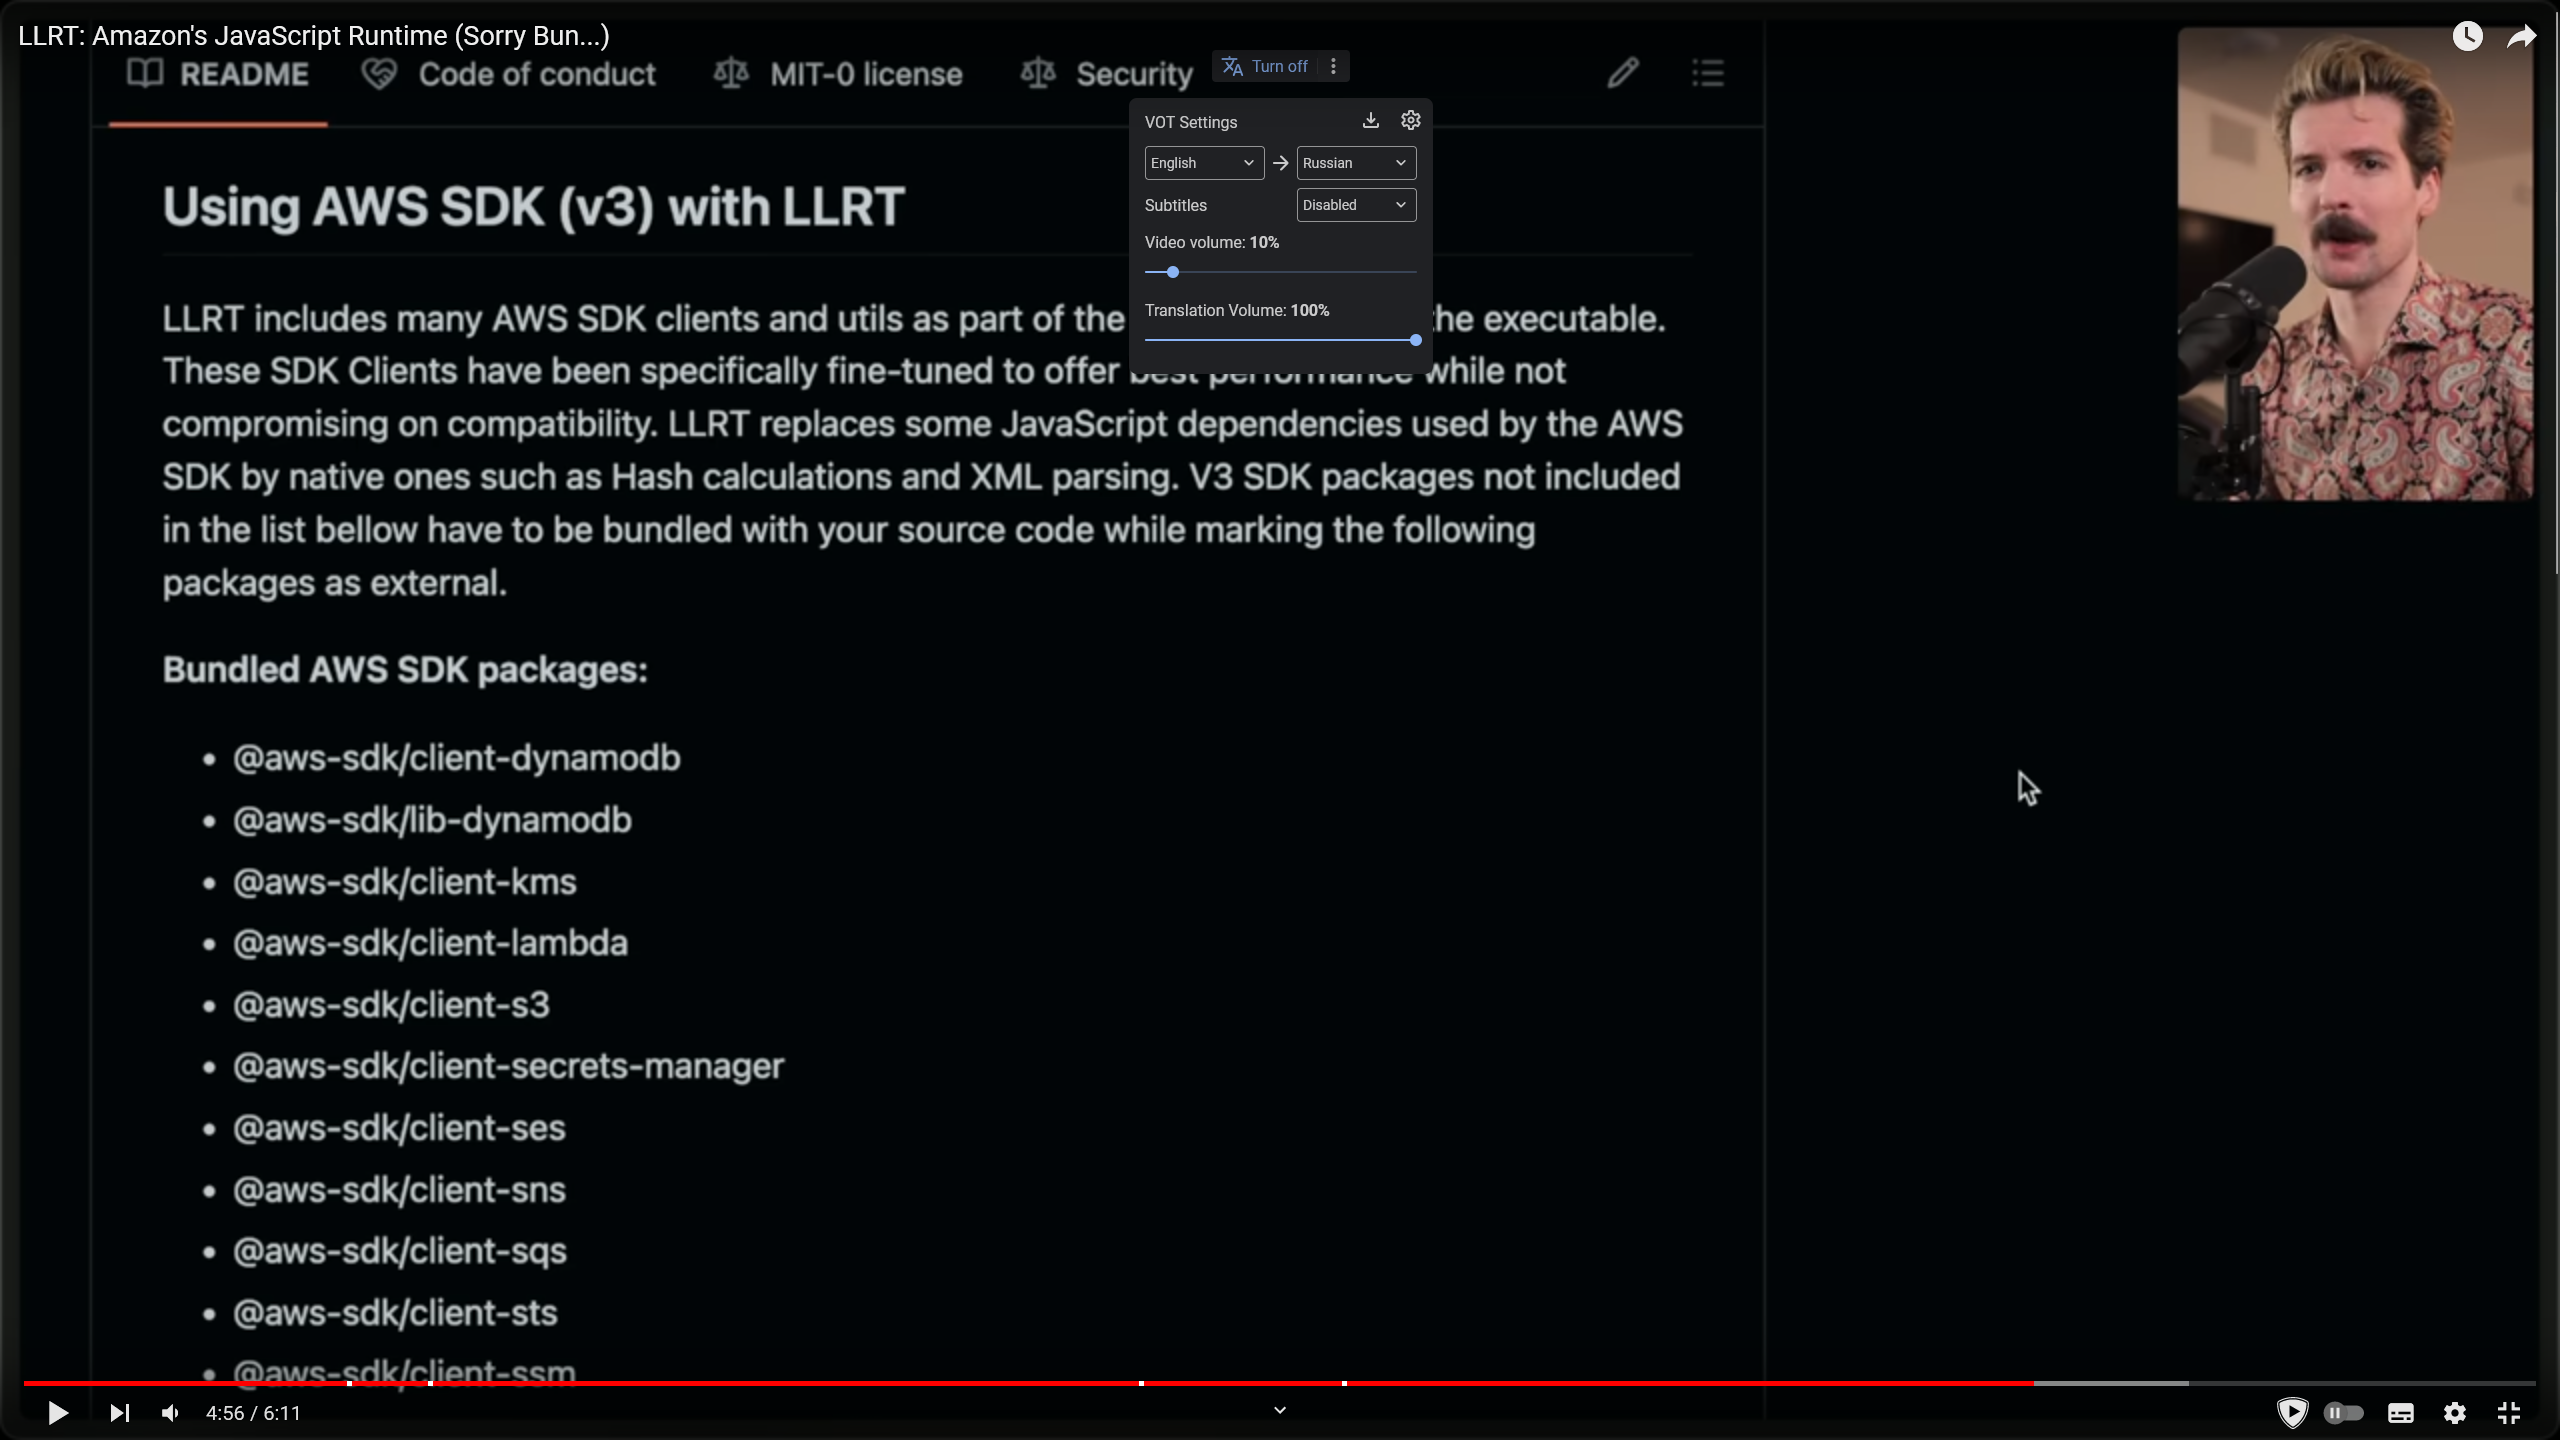 LLRT: Amazon's JavaScript Runtime (Sorry Bun...)
README
Code of conduct
MIT-0 license
Security
Turn off
VOT Settings
English
Russian
Subtitles
Disabled
Video volume: 10%
Translation Volume: 100%
Using AWS SDK (v3) with LLRT
LLRT includes many AWS SDK clients and utils as part of the the executable.
These SDK Clients have been specifically fine-tuned to offer best performance while not
compromising on compatibility. LLRT replaces some JavaScript dependencies used by the AWS
SDK by native ones such as Hash calculations and XML parsing. V3 SDK packages not included
in the list bellow have to be bundled with your source code while marking the following
packages as external.
Bundled AWS SDK packages:
• @aws-sdk/client-dynamodb
• @aws-sdk/lib-dynamodb
• @aws-sdk/client-kms
• @aws-sdk/client-lambda
• @aws-sdk/client-s3
• @aws-sdk/client-secrets-manager
• @aws-sdk/client-ses
• @aws-sdk/client-sns
• @aws-sdk/client-sqs
• @aws-sdk/client-sts
• @aws-sdk/client-ssm
4:56 / 6:11